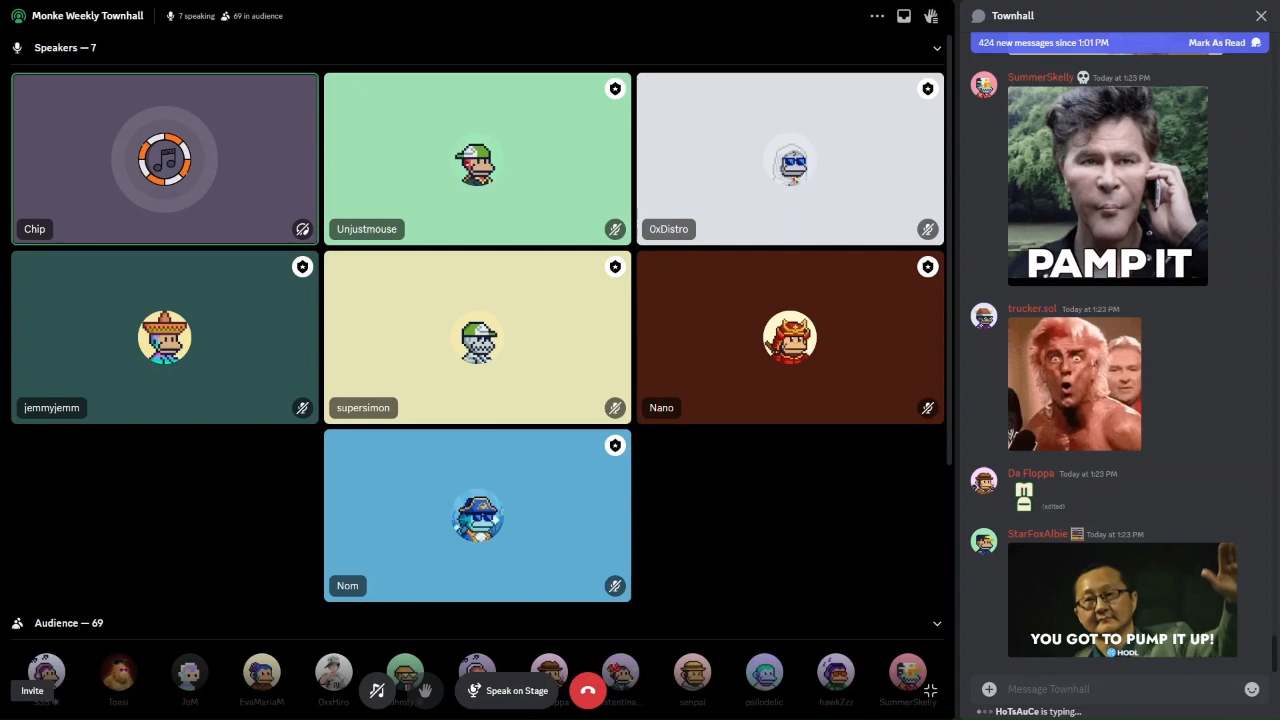 Monke Weekly Townhall
7 speaking
69 in audience
Speakers — 7
Chip
Unjustmouse
0xDistro
jemmyjemm
supersimon
Nano
Nom
Audience — 69
Toasi
JoM
EvaMariaM
OxxHiro
senpai
psilodelic
hawkZzz
SummerSkelly
Invite
Speak on Stage
Townhall
424 new messages since 1:01 PM
Mark As Read
SummerSkelly Today at 1:23 PM
PAMP IT
trucker.sol Today at 1:23 PM
Da Floppa Today at 1:23 PM
(edited)
StarFoxAlbie Today at 1:23 PM
YOU GOT TO PUMP IT UP!
HODL
Message Townhall
HoTsAuCe is typing...